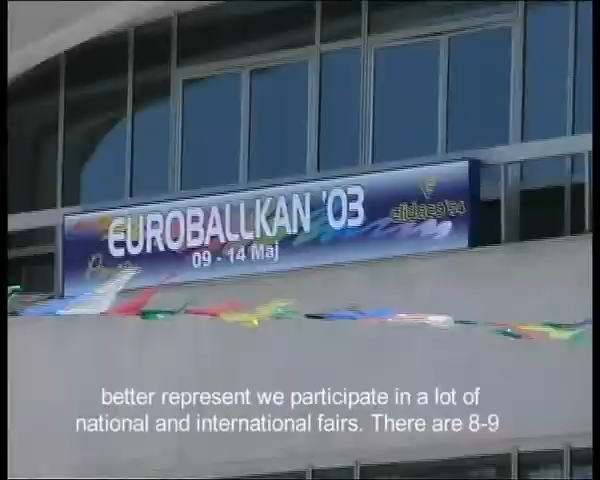 EUROBALLKAN '03
09 - 14 Maj
better represent we participate in a lot of
national and international fairs. There are 8-9